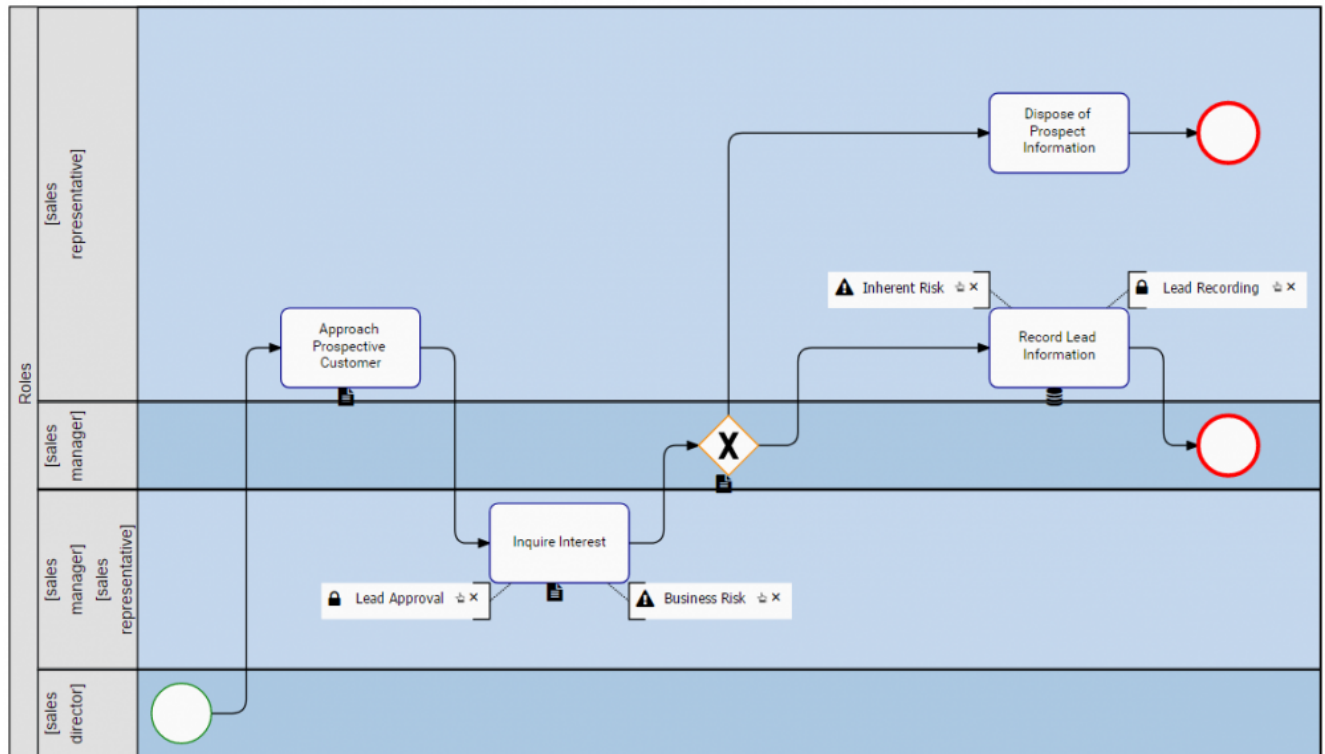 Roles
[sales
representative]
Dispose of
Prospect
Information
Inherent Risk
Lead Recording
Approach
Prospective
Customer
Record Lead
Information
[sales
manager]
X
[sales
manager]
[sales
representative]
Inquire Interest
Lead Approval
Business Risk
[sales
director]